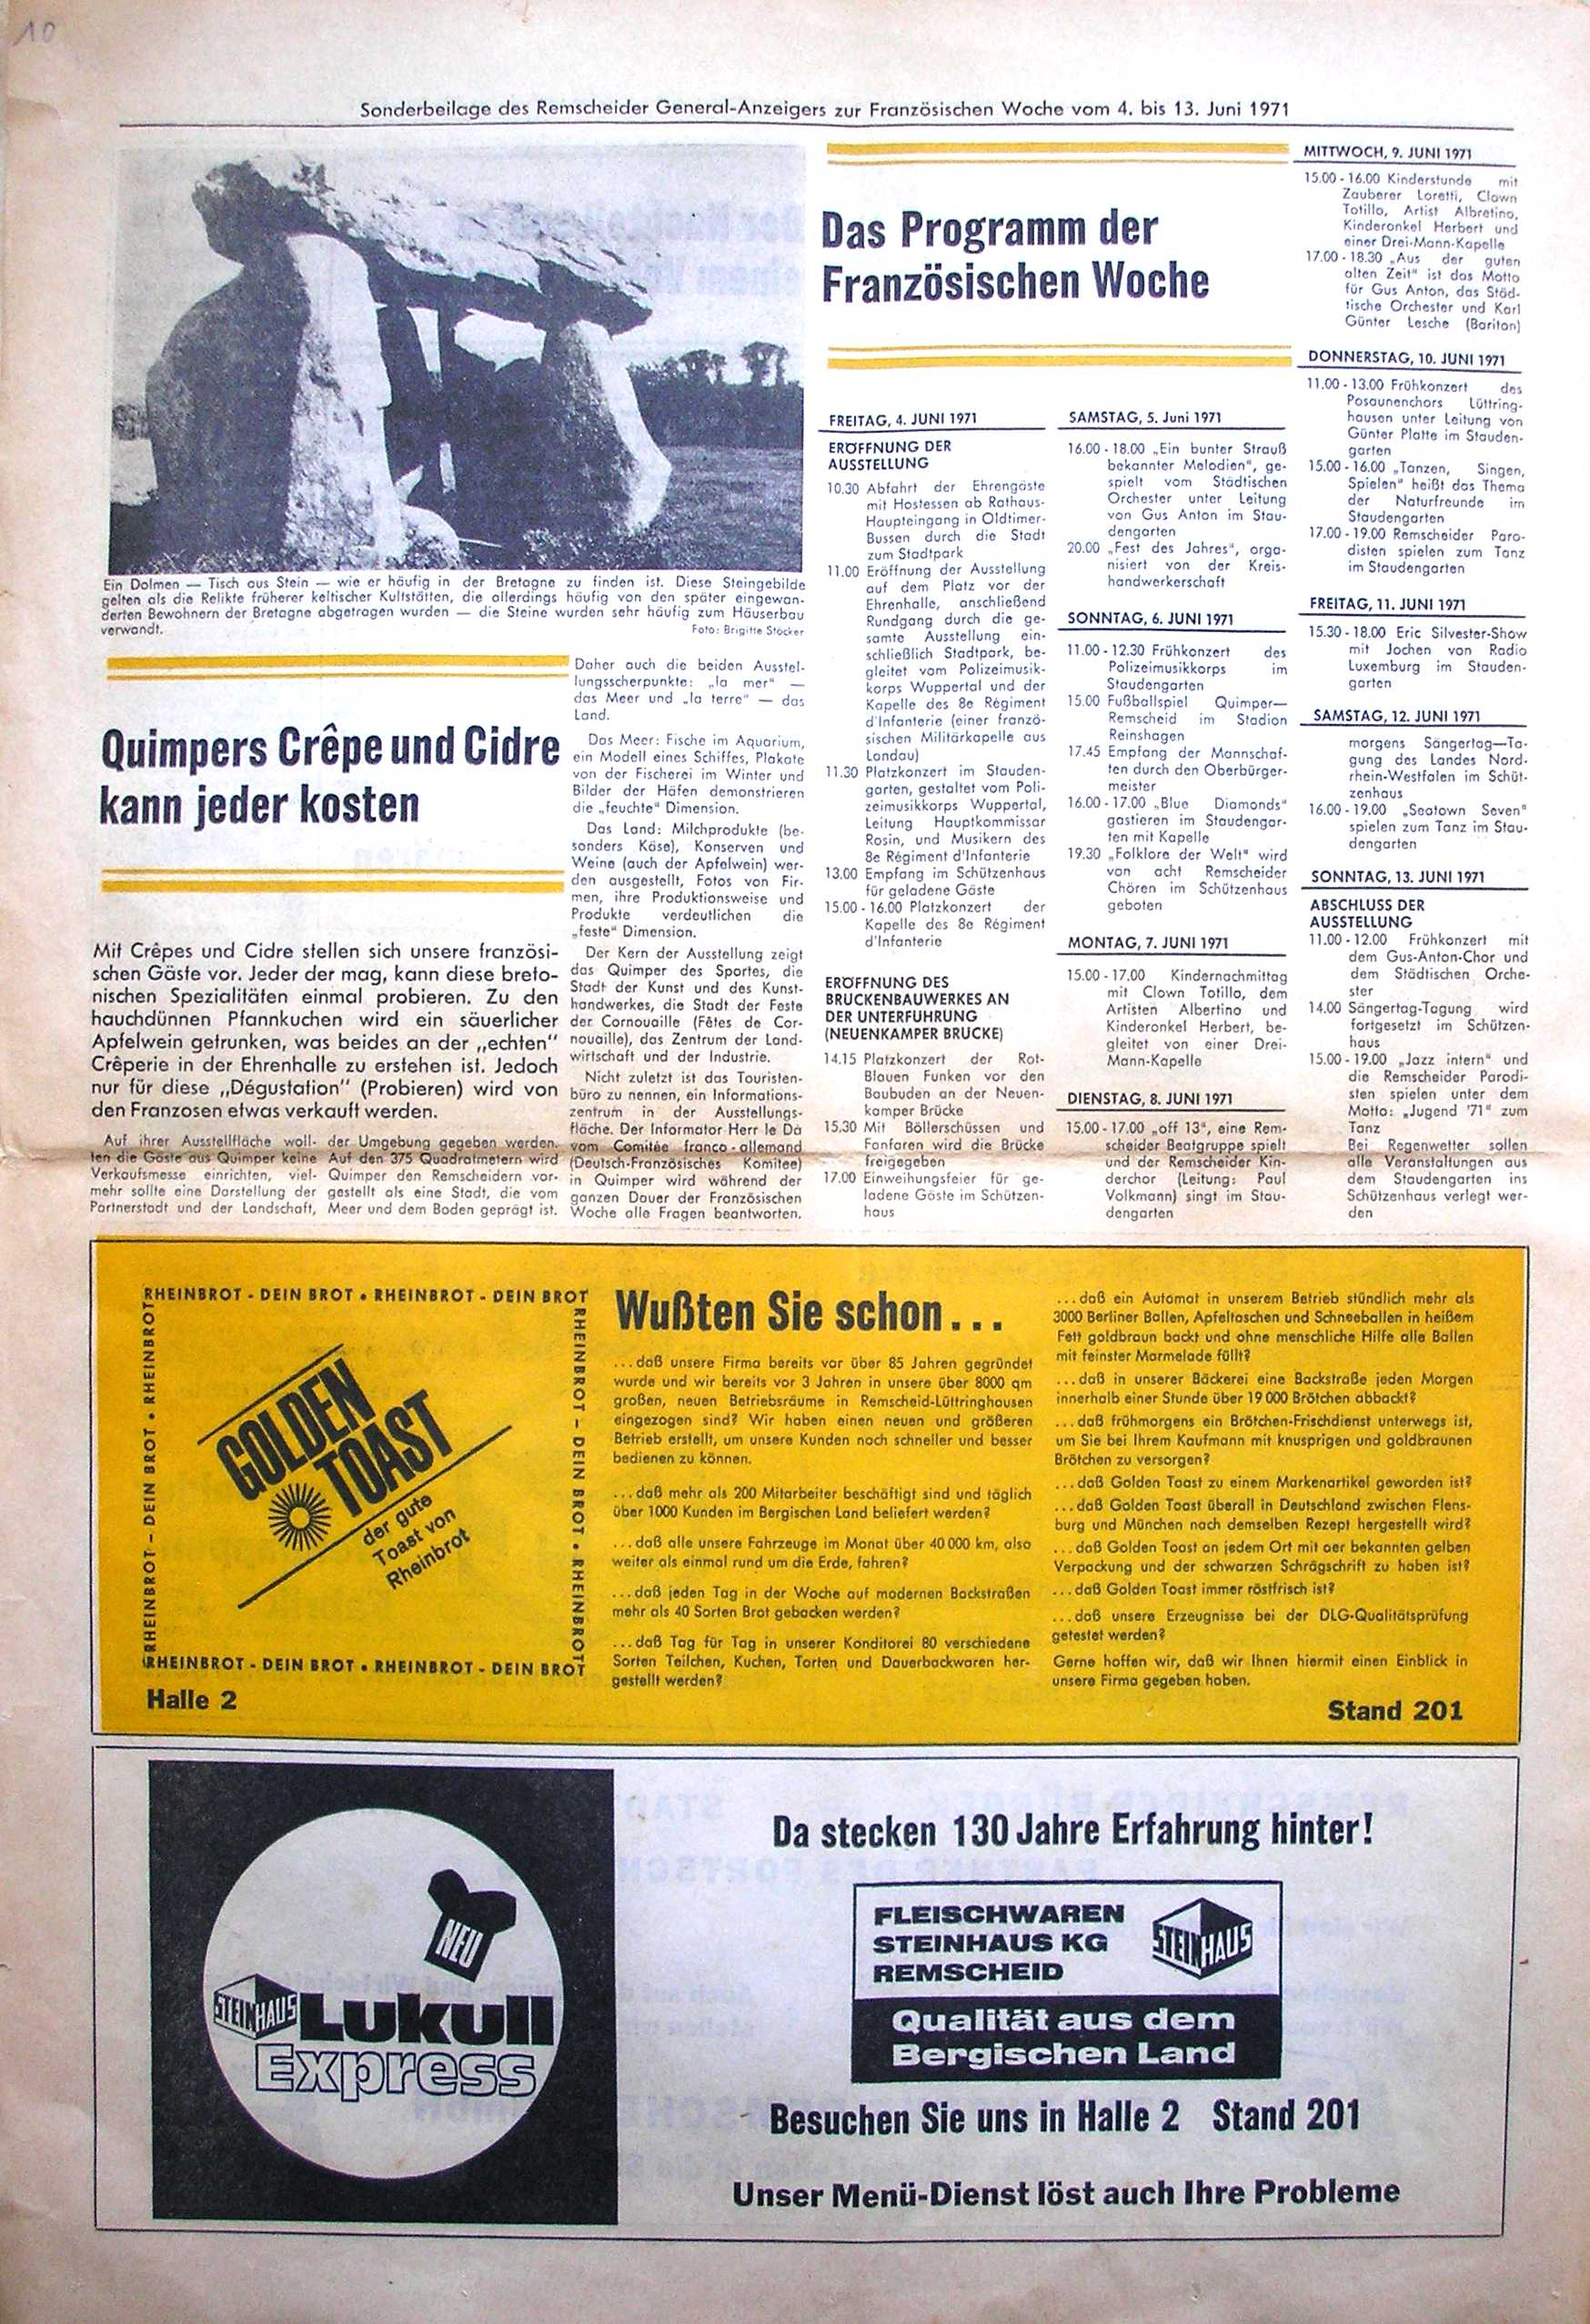 10
Sonderbeilage des Remscheider General-Anzeigers zur Französischen Woche vom 4. bis 13. Juni 1971
Ein Dolmen — Tisch aus Stein — wie er häufig in der Bretagne zu finden ist. Diese Steingebilde
gelten als die Relikte früherer keltischer Kultstätten, die allerdings häufig von den später eingewan-
derten Bewohnern der Bretagne abgetragen wurden — die Steine wurden sehr häufig zum Häuserbau
verwandt.
Foto: Brigitte Stöcker
Quimpers Crêpe und Cidre
kann jeder kosten
Mit Crêpes und Cidre stellen sich unsere französi-
schen Gäste vor. Jeder der mag, kann diese breto-
nischen Spezialitäten einmal probieren. Zu den
hauchdünnen Pfannkuchen wird ein säuerlicher
Apfelwein getrunken, was beides an der „echten"
Crêperie in der Ehrenhalle zu erstehen ist. Jedoch
nur für diese „Dégustation" (Probieren) wird von
den Franzosen etwas verkauft werden.
Auf ihrer Ausstellfläche woll-
ten die Gäste aus Quimper keine
Verkaufsmesse einrichten, viel-
mehr sollte eine Darstellung der
Partnerstadt und der Landschaft,
der Umgebung gegeben werden.
Auf den 375 Quadratmetern wird
Quimper den Remscheidern vor-
gestellt als eine Stadt, die vom
Meer und dem Boden geprägt ist.
Daher auch die beiden Ausstel-
lungsscherpunkte: „la mer" —
das Meer und „la terre" — das
Land.
Das Meer: Fische im Aquarium,
ein Modell eines Schiffes, Plakate
von der Fischerei im Winter und
Bilder der Häfen demonstrieren
die „feuchte" Dimension.
Das Land: Milchprodukte (be-
sonders Käse), Konserven und
Weine (auch der Apfelwein) wer-
den ausgestellt, Fotos von Fir-
men, ihre Produktionsweise und
Produkte verdeutlichen die
„feste" Dimension.
Der Kern der Ausstellung zeigt
das Quimper des Sportes, die
Stadt der Kunst und des Kunst-
handwerkes, die Stadt der Feste
der Cornouaille (Fêtes de Cor-
nouaille), das Zentrum der Land-
wirtschaft und der Industrie.
Nicht zuletzt ist das Touristen-
büro zu nennen, ein Informations-
zentrum in der Ausstellungs-
fläche. Der Informator Herr le Dà
vom Comitée franco-allemand
(Deutsch-Französisches Komitee)
in Quimper wird während der
ganzen Dauer der Französischen
Woche alle Fragen beantworten.
Das Programm der
Französischen Woche
FREITAG, 4. JUNI 1971
ERÖFFNUNG DER
AUSSTELLUNG
10.30 Abfahrt der Ehrengäste
mit Hostessen ab Rathaus-
Haupteingang in Oldtimer-
Bussen durch die Stadt
zum Stadtpark
11.00 Eröffnung der Ausstellung
auf dem Platz vor der
Ehrenhalle, anschließend
Rundgang durch die ge-
samte Ausstellung ein-
schließlich Stadtpark, be-
gleitet vom Polizeimusik-
korps Wuppertal und der
Kapelle des 8e Régiment
d'Infanterie (einer franzö-
sischen Militärkapelle aus
Landau)
11.30 Platzkonzert im Stauden-
garten, gestaltet vom Poli-
zeimusikkorps Wuppertal,
Leitung Hauptkommissar
Rosin, und Musikern des
8e Régiment d'Infanterie
13.00 Empfang im Schützenhaus
für geladene Gäste
15.00 - 16.00 Platzkonzert der
Kapelle des 8e Régiment
d'Infanterie
ERÖFFNUNG DES
BRUCKENBAUWERKES AN
DER UNTERFUHRUNG
(NEUENKAMPER BRUCKE)
14.15 Platzkonzert der Rot-
Blauen Funken vor den
Baubuden an der Neuen-
kamper Brücke
15.30 Mit Böllerschüssen und
Fanfaren wird die Brücke
freigegeben
17.00 Einweihungsfeier für ge-
ladene Gäste im Schützen-
haus
SAMSTAG, 5. Juni 1971
16.00 - 18.00 „Ein bunter Strauß
bekannter Melodien", ge-
spielt vom Städtischen
Orchester unter Leitung
von Gus Anton im Stau-
dengarten
20.00 „Fest des Jahres", orga-
nisiert von der Kreis-
handwerkerschaft
SONNTAG, 6. JUNI 1971
11.00 - 12.30 Frühkonzert des
Polizeimusikkorps im
Staudengarten
15.00 Fußballspiel Quimper—
Remscheid im Stadion
Reinshagen
17.45 Empfang der Mannschaf-
ten durch den Oberbürger-
meister
16.00 - 17.00 „Blue Diamonds"
gastieren im Staudengar-
ten mit Kapelle
19.30 „Folklore der Welt" wird
von acht Remscheider
Chören im Schützenhaus
geboten
MONTAG, 7. JUNI 1971
15.00 - 17.00 Kindernachmittag
mit Clown Totillo, dem
Artisten Albertino und
Kinderonkel Herbert, be-
gleitet von einer Drei-
Mann-Kapelle
DIENSTAG, 8. JUNI 1971
15.00 - 17.00 „off 13", eine Rem-
scheider Beatgruppe spielt
und der Remscheider Kin-
derchor (Leitung: Paul
Volkmann) singt im Stau-
dengarten
MITTWOCH, 9. JUNI 1971
15.00 - 16.00 Kinderstunde mit
Zauberer Loretti, Clown
Totillo, Artist Albretino,
Kinderonkel Herbert und
einer Drei-Mann-Kapelle
17.00 - 18.30 „Aus der guten
alten Zeit" ist das Motto
für Gus Anton, das Städ-
tische Orchester und Karl
Günter Lesche (Bariton)
DONNERSTAG, 10. JUNI 1971
11.00 - 13.00 Frühkonzert des
Posaunenchors Lüttring-
hausen unter Leitung von
Günter Platte im Stauden-
garten
15.00 - 16.00 „Tanzen, Singen,
Spielen" heißt das Thema
der Naturfreunde im
Staudengarten
17.00 - 19.00 Remscheider Paro-
disten spielen zum Tanz
im Staudengarten
FREITAG, 11. JUNI 1971
15.30 - 18.00 Eric Silvester-Show
mit Jochen von Radio
Luxemburg im Stauden-
garten
SAMSTAG, 12. JUNI 1971
morgens Sängertag—Ta-
gung des Landes Nord-
rhein-Westfalen im Schüt-
zenhaus
16.00 - 19.00 „Seatown Seven"
spielen zum Tanz im Stau-
dengarten
SONNTAG, 13. JUNI 1971
ABSCHLUSS DER
AUSSTELLUNG
11.00 - 12.00 Frühkonzert mit
dem Gus-Anton-Chor und
dem Städtischen Orche-
ster
14.00 Sängertag-Tagung wird
fortgesetzt im Schützen-
haus
15.00 - 19.00 „Jazz intern" und
die Remscheider Parodi-
sten spielen unter dem
Motto: „Jugend '71" zum
Tanz
Bei Regenwetter sollen
alle Veranstaltungen aus
dem Staudengarten ins
Schützenhaus verlegt wer-
den
RHEINBROT - DEIN BROT • RHEINBROT - DEIN BROT
RHEINBROT - DEIN BROT • RHEINBROT
RHEINBROT - DEIN BROT • RHEINBROT
GOLDEN
TOAST
der gute
Toast von
Rheinbrot
RHEINBROT - DEIN BROT • RHEINBROT - DEIN BROT
Halle 2
Wußten Sie schon . . .
. . . daß unsere Firma bereits vor über 85 Jahren gegründet
wurde und wir bereits vor 3 Jahren in unsere über 8000 qm
großen, neuen Betriebsräume in Remscheid-Lüttringhausen
eingezogen sind? Wir haben einen neuen und größeren
Betrieb erstellt, um unsere Kunden noch schneller und besser
bedienen zu können.
. . . daß mehr als 200 Mitarbeiter beschäftigt sind und täglich
über 1000 Kunden im Bergischen Land beliefert werden?
. . . daß alle unsere Fahrzeuge im Monat über 40 000 km, also
weiter als einmal rund um die Erde, fahren?
. . . daß jeden Tag in der Woche auf modernen Backstraßen
mehr als 40 Sorten Brot gebacken werden?
. . . daß Tag für Tag in unserer Konditorei 80 verschiedene
Sorten Teilchen, Kuchen, Torten und Dauerbackwaren her-
gestellt werden?
. . . daß ein Automat in unserem Betrieb stündlich mehr als
3000 Berliner Ballen, Apfeltaschen und Schneeballen in heißem
Fett goldbraun backt und ohne menschliche Hilfe alle Ballen
mit feinster Marmelade füllt?
. . . daß in unserer Bäckerei eine Backstraße jeden Morgen
innerhalb einer Stunde über 19 000 Brötchen abbackt?
. . . daß frühmorgens ein Brötchen-Frischdienst unterwegs ist,
um Sie bei Ihrem Kaufmann mit knusprigen und goldbraunen
Brötchen zu versorgen?
. . . daß Golden Toast zu einem Markenartikel geworden ist?
. . . daß Golden Toast überall in Deutschland zwischen Flens-
burg und München nach demselben Rezept hergestellt wird?
. . . daß Golden Toast an jedem Ort mit der bekannten gelben
Verpackung und der schwarzen Schrägschrift zu haben ist?
. . . daß Golden Toast immer röstfrisch ist?
. . . daß unsere Erzeugnisse bei der DLG-Qualitätsprüfung
getestet werden?
Gerne hoffen wir, daß wir Ihnen hiermit einen Einblick in
unsere Firma gegeben haben.
Stand 201
NEU
STEINHAUS
Lukull
Express
Da stecken 130 Jahre Erfahrung hinter!
FLEISCHWAREN
STEINHAUS KG
REMSCHEID
STEINHAUS
Qualität aus dem
Bergischen Land
Besuchen Sie uns in Halle 2 Stand 201
Unser Menü-Dienst löst auch Ihre Probleme